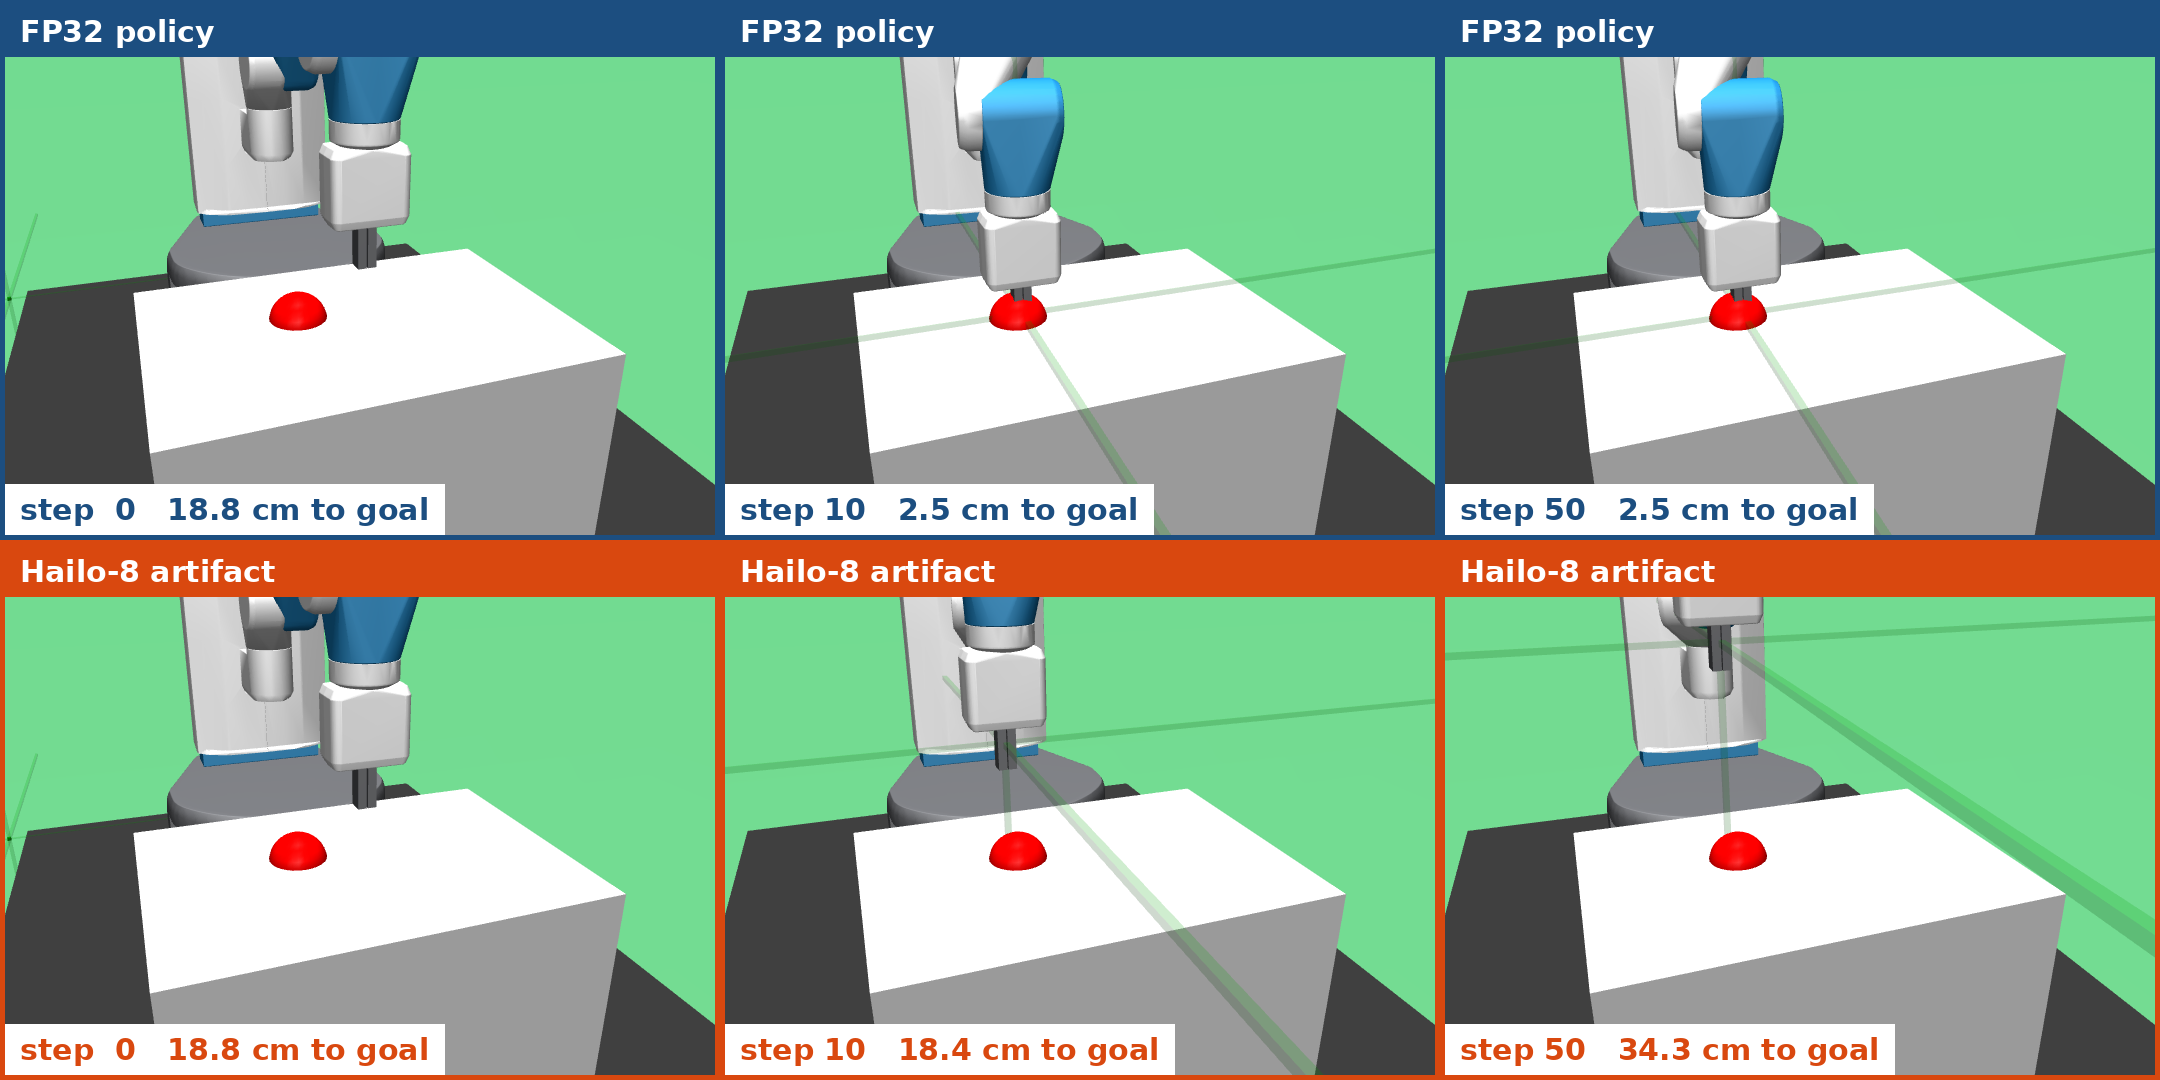 FP32 policy
FP32 policy
FP32 policy
step 0 18.8 cm to goal
step 10 2.5 cm to goal
step 50 2.5 cm to goal
Hailo-8 artifact
Hailo-8 artifact
Hailo-8 artifact
step 0 18.8 cm to goal
step 10 18.4 cm to goal
step 50 34.3 cm to goal